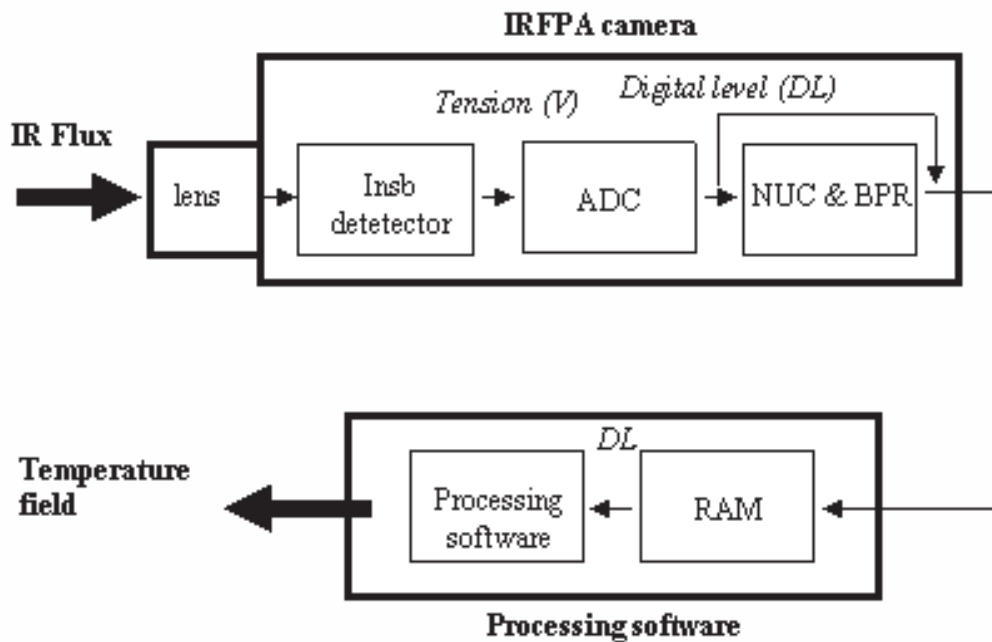 IRFPA camera
Tension (V)
Digital level (DL)
IR Flux
lens
Insb
detetector
ADC
NUC & BPR
Temperature
field
DL
Processing
software
RAM
Processing software